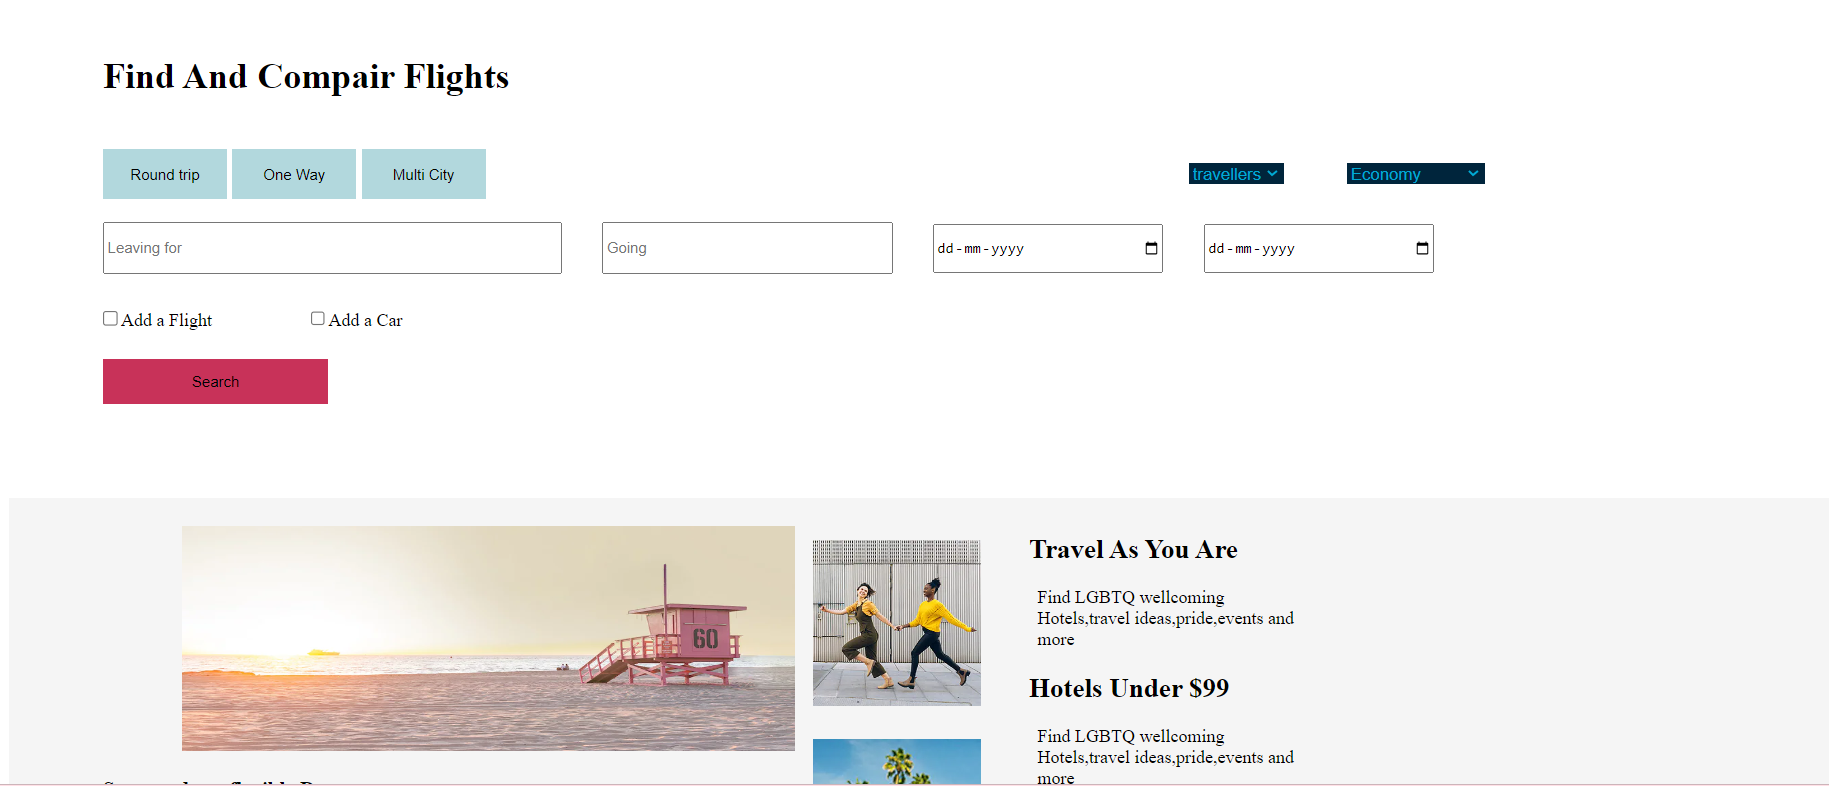 Find And Compair Flights
Round trip
One Way
Multi City
travellers
Economy
Leaving for
Going
dd-mm-yyyy
dd-mm-yyyy
Add a Flight
Add a Car
Search
60
Travel As You Are
Find LGBTQ wellcoming
Hotels,travel ideas,pride,events and
more
Hotels Under $99
Find LGBTQ wellcoming
Hotels,travel ideas,pride,events and
more